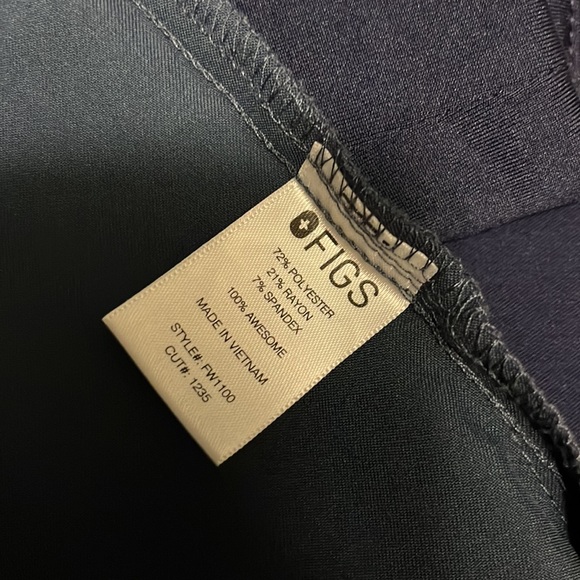 FIGS
72% POLYESTER
21% RAYON
7% SPANDEX
100% AWESOME
MADE IN VIETNAM
STYLE#: FW1100
CUT#: 1235